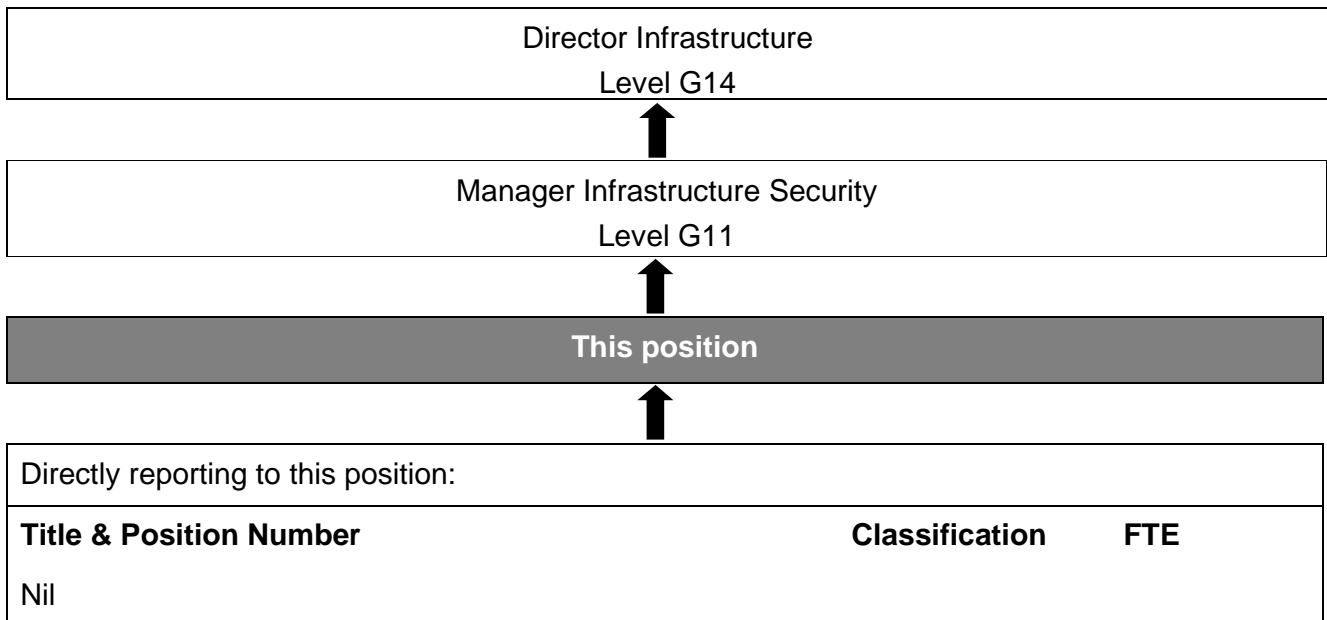 Director Infrastructure
Level G14
Manager Infrastructure Security
Level G11
This position
Directly reporting to this position:
Title & Position Number Classification FTE
Nil